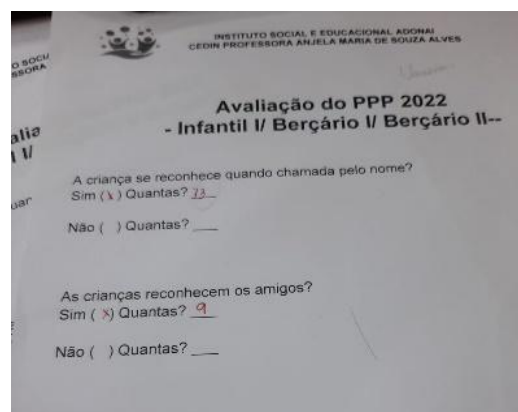 INSTITUTO SOCIAL E EDUCACIONAL ADONAI
CEDIN PROFESSORA ANJELA MARIA DE SOUZA ALVES
Avaliação do PPP 2022
- Infantil I/ Berçário I/ Berçário II--
A criança se reconhece quando chamada pelo nome?
Sim (x) Quantas? 33
Não ( ) Quantas? ___
As crianças reconhecem os amigos?
Sim ( x) Quantas? 9
Não ( ) Quantas? ___